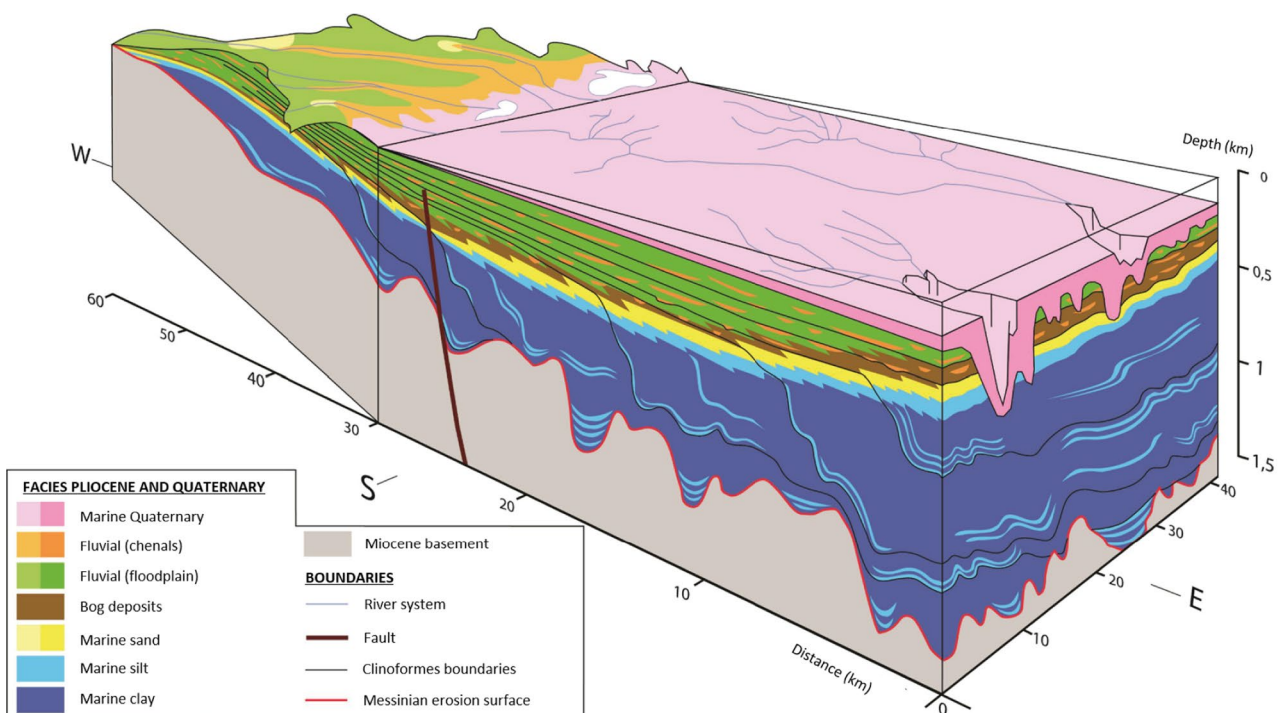 Depth (km)
0
0,5
1
1,5
W
S
E
60
50
40
30
20
10
0
10
20
30
40
Distance (km)
FACIES PLIOCENE AND QUATERNARY
Marine Quaternary
Fluvial (chenals)
Fluvial (floodplain)
Bog deposits
Marine sand
Marine silt
Marine clay
Miocene basement
BOUNDARIES
River system
Fault
Clinoformes boundaries
Messinian erosion surface